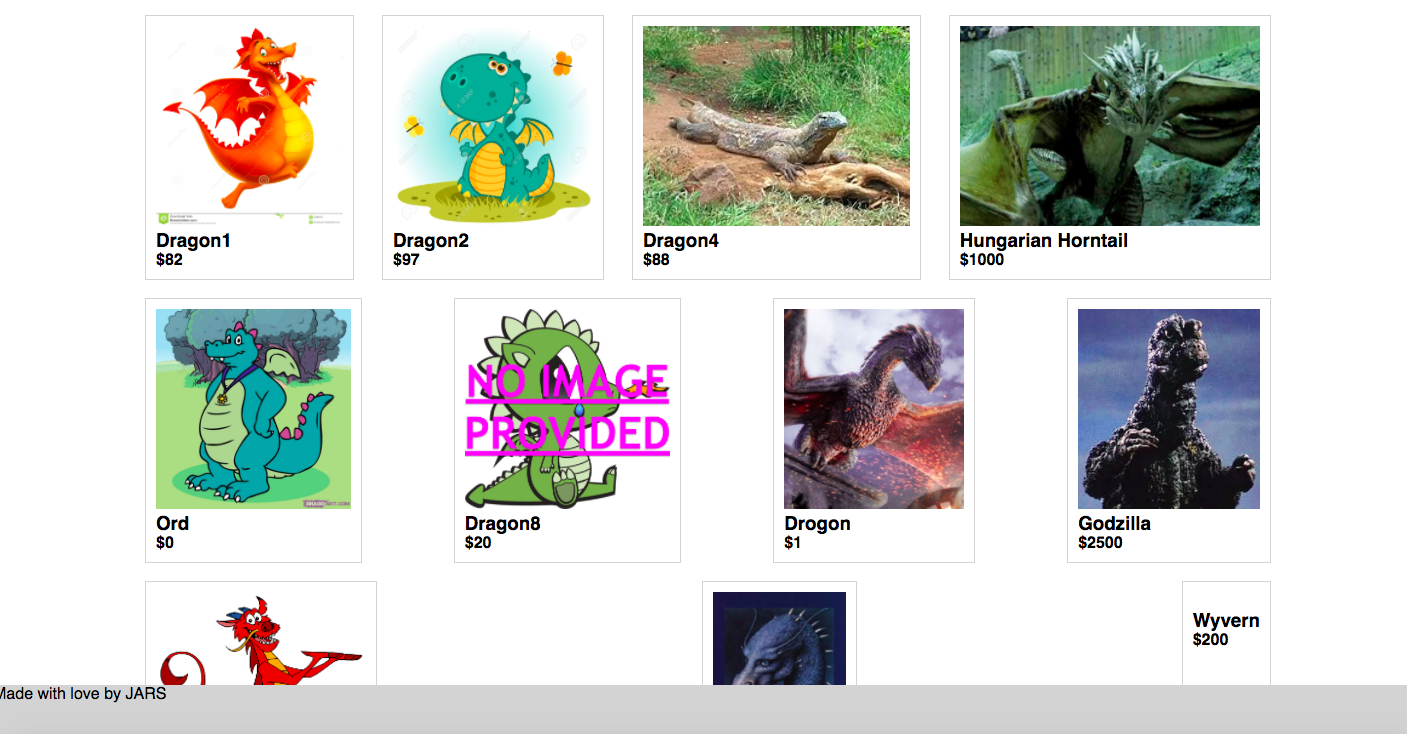 Dragon1
$82
Dragon2
$97
Dragon4
$88
Hungarian Horntail
$1000
NO IMAGE
PROVIDED
Ord
$0
Dragon8
$20
Drogon
$1
Godzilla
$2500
Wyvern
$200
Made with love by JARS